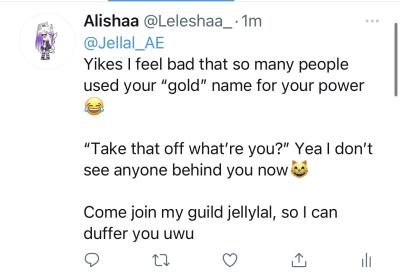 Alishaa @Leleshaa_ · 1m
@Jellal_AE
Yikes I feel bad that so many people
used your “gold” name for your power
😂
“Take that off what’re you?” Yea I don’t
see anyone behind you now😺
Come join my guild jellylal, so I can
duffer you uwu